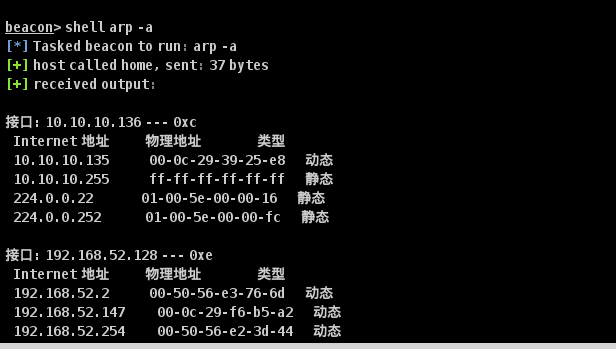 beacon> shell arp -a
[*] Tasked beacon to run: arp -a
[+] host called home, sent: 37 bytes
[+] received output:
接口: 10.10.10.136 --- 0xc
Internet 地址 物理地址 类型
10.10.10.135 00-0c-29-39-25-e8 动态
10.10.10.255 ff-ff-ff-ff-ff-ff 静态
224.0.0.22 01-00-5e-00-00-16 静态
224.0.0.252 01-00-5e-00-00-fc 静态
接口: 192.168.52.128 --- 0xe
Internet 地址 物理地址 类型
192.168.52.2 00-50-56-e3-76-6d 动态
192.168.52.147 00-0c-29-f6-b5-a2 动态
192.168.52.254 00-50-56-e2-3d-44 动态